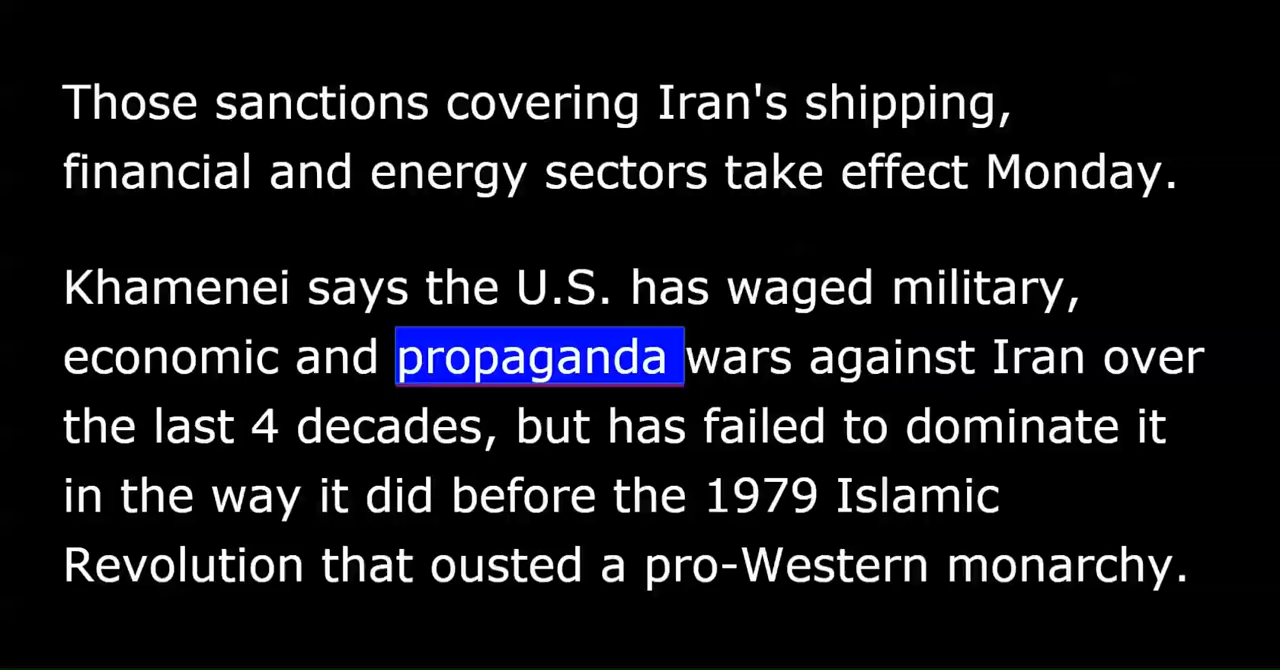 Those sanctions covering Iran's shipping,
financial and energy sectors take effect Monday.
Khamenei says the U.S. has waged military,
economic and propaganda wars against Iran over
the last 4 decades, but has failed to dominate it
in the way it did before the 1979 Islamic
Revolution that ousted a pro-Western monarchy.